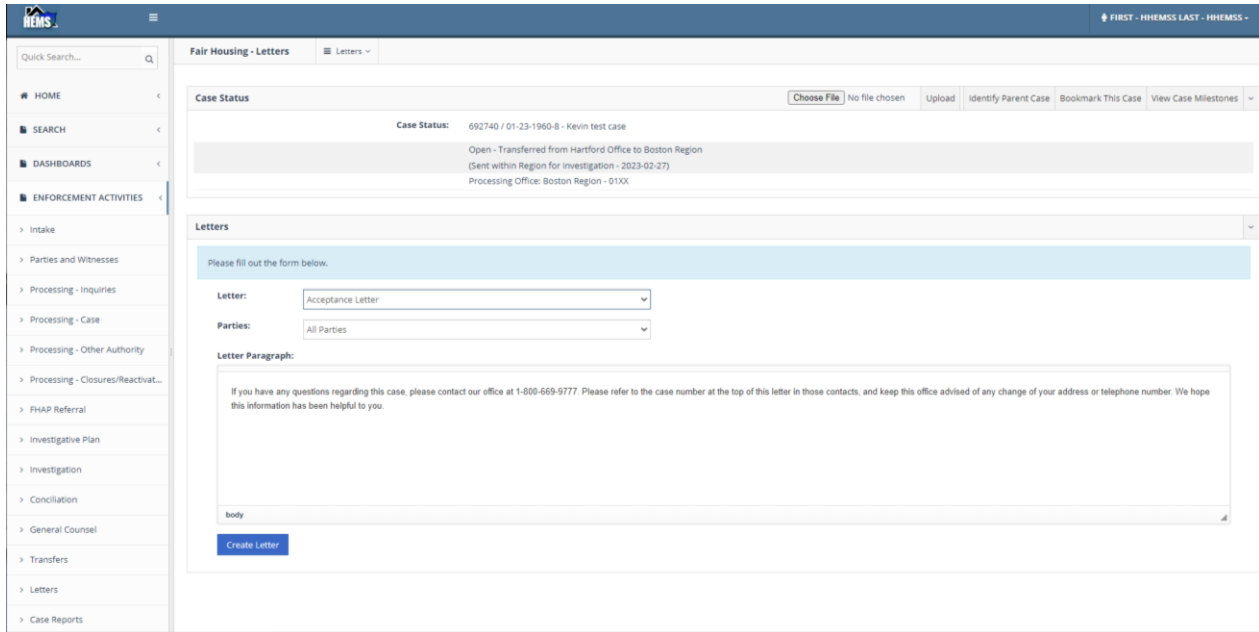 HEMS
FIRST - HHEMSS LAST - HHEMSS
Quick Search...
HOME
SEARCH
DASHBOARDS
ENFORCEMENT ACTIVITIES
> Intake
> Parties and Witnesses
> Processing - Inquiries
> Processing - Case
> Processing - Other Authority
> Processing - Closures/Reactivat...
> FHAP Referral
> Investigative Plan
> Investigation
> Conciliation
> General Counsel
> Transfers
> Letters
> Case Reports
Fair Housing - Letters
Letters
Case Status
Choose File No file chosen
Upload
Identify Parent Case
Bookmark This Case
View Case Milestones
Case Status: 692740 / 01-23-1960-8 - Kevin test case
Open - Transferred from Hartford Office to Boston Region
(Sent within Region for investigation - 2023-02-27)
Processing Office: Boston Region - 01XX
Letters
Please fill out the form below.
Letter: Acceptance Letter
Parties: All Parties
Letter Paragraph:
If you have any questions regarding this case, please contact our office at 1-800-669-9777. Please refer to the case number at the top of this letter in those contacts, and keep this office advised of any change of your address or telephone number. We hope
this information has been helpful to you.
body
Create Letter